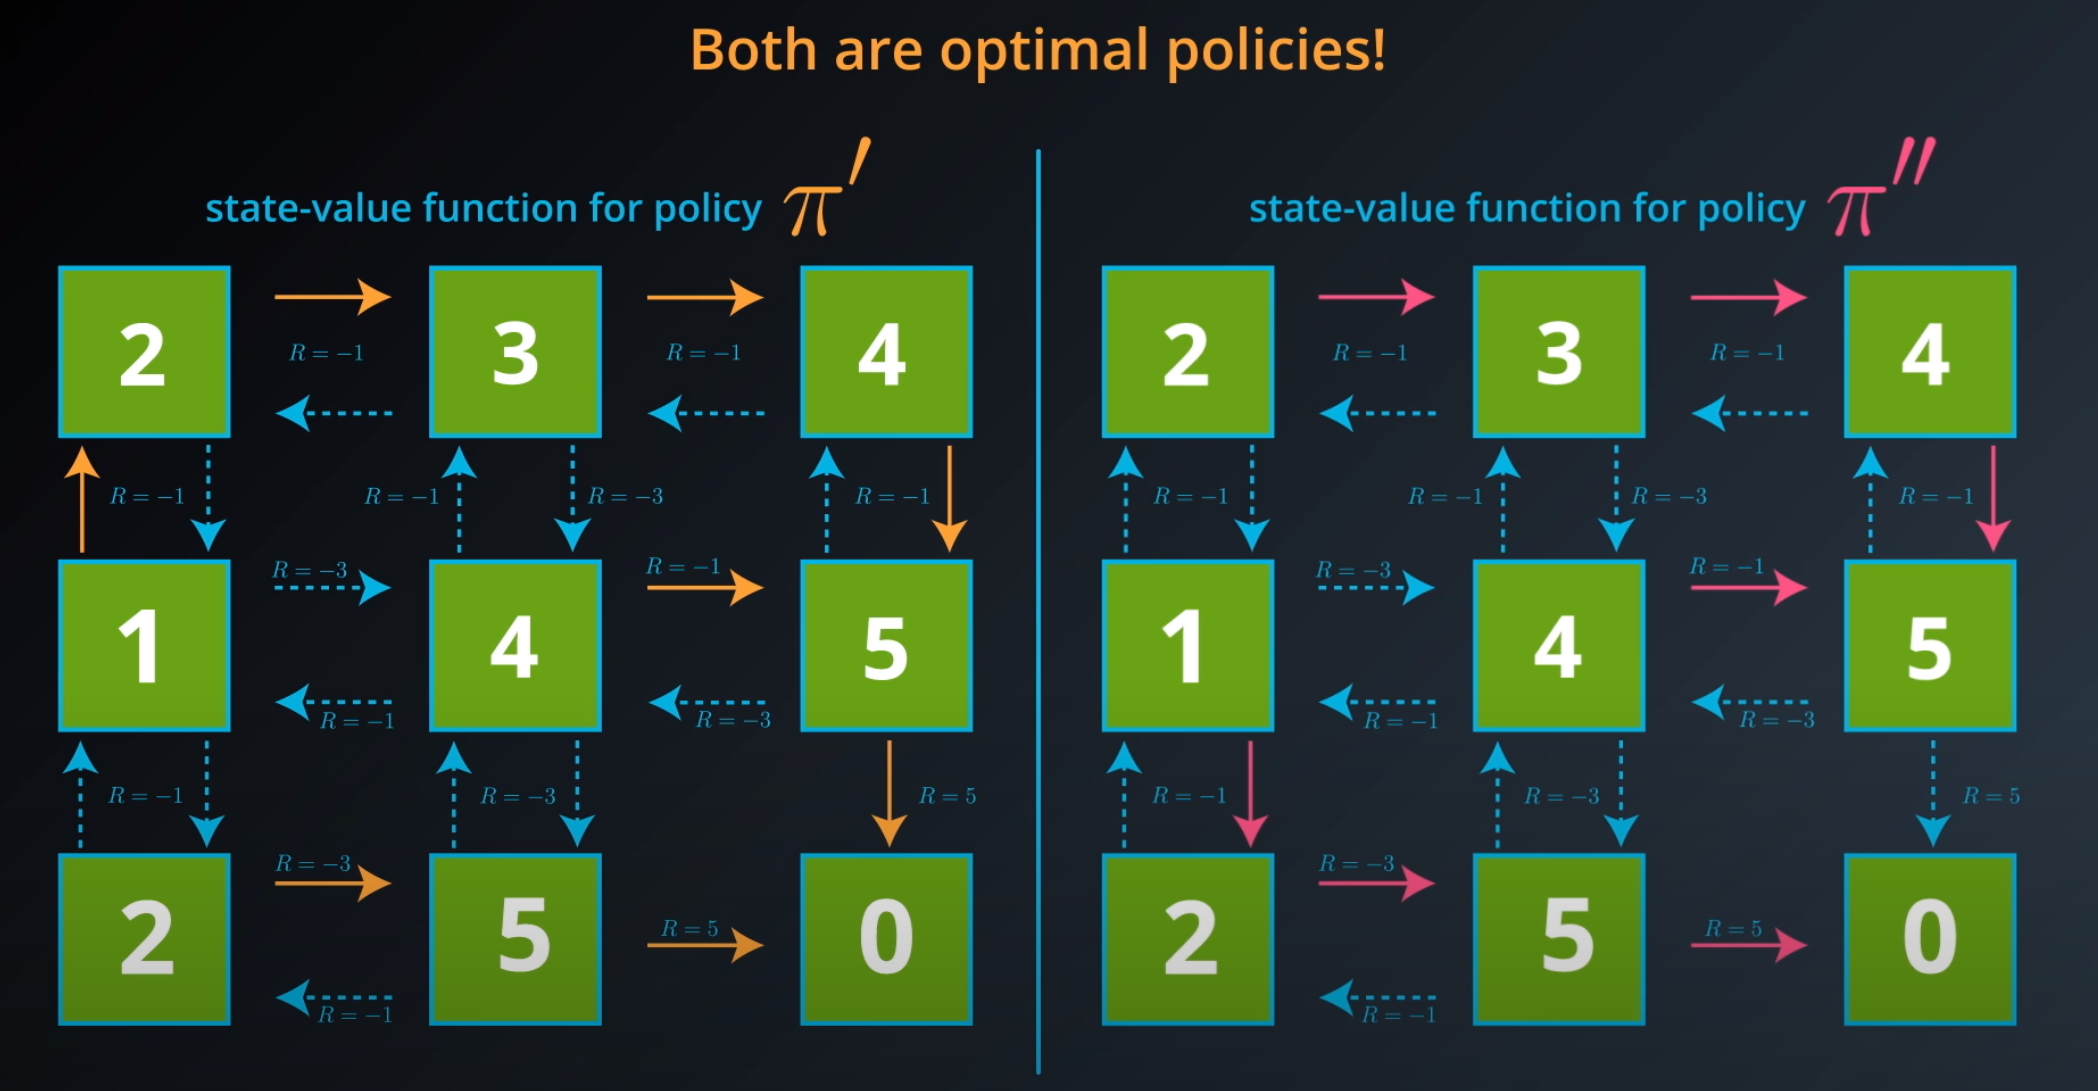 Both are optimal policies!
state-value function for policy π′
2 3 4
R = −1 R = −1
R = −1 R = −1 R = −3 R = −1
R = −3 R = −1
1 4 5
R = −1 R = −3
R = −1 R = −3 R = 5
R = −3
2 5 0
R = 5
R = −1
state-value function for policy π′′
2 3 4
R = −1 R = −1
R = −1 R = −1 R = −3 R = −1
R = −3 R = −1
1 4 5
R = −1 R = −3
R = −1 R = −3 R = 5
R = −3
2 5 0
R = 5
R = −1